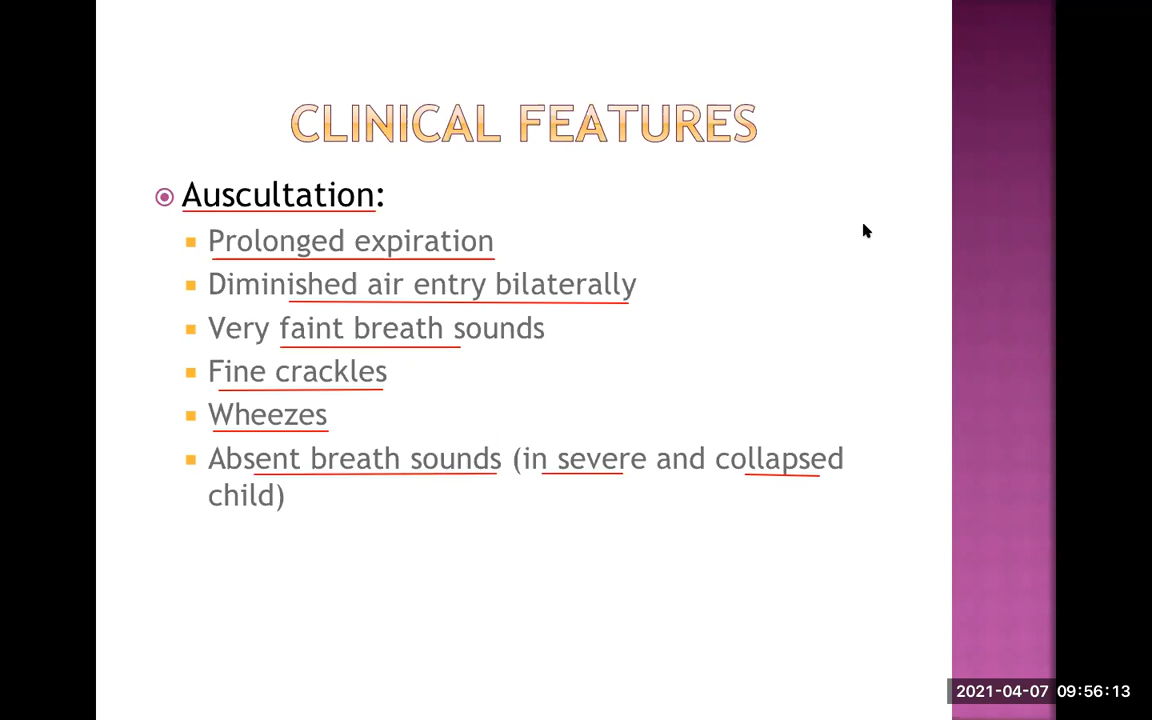 CLINICAL FEATURES
Auscultation:
Prolonged expiration
Diminished air entry bilaterally
Very faint breath sounds
Fine crackles
Wheezes
Absent breath sounds (in severe and collapsed
child)
2021-04-07 09:56:13